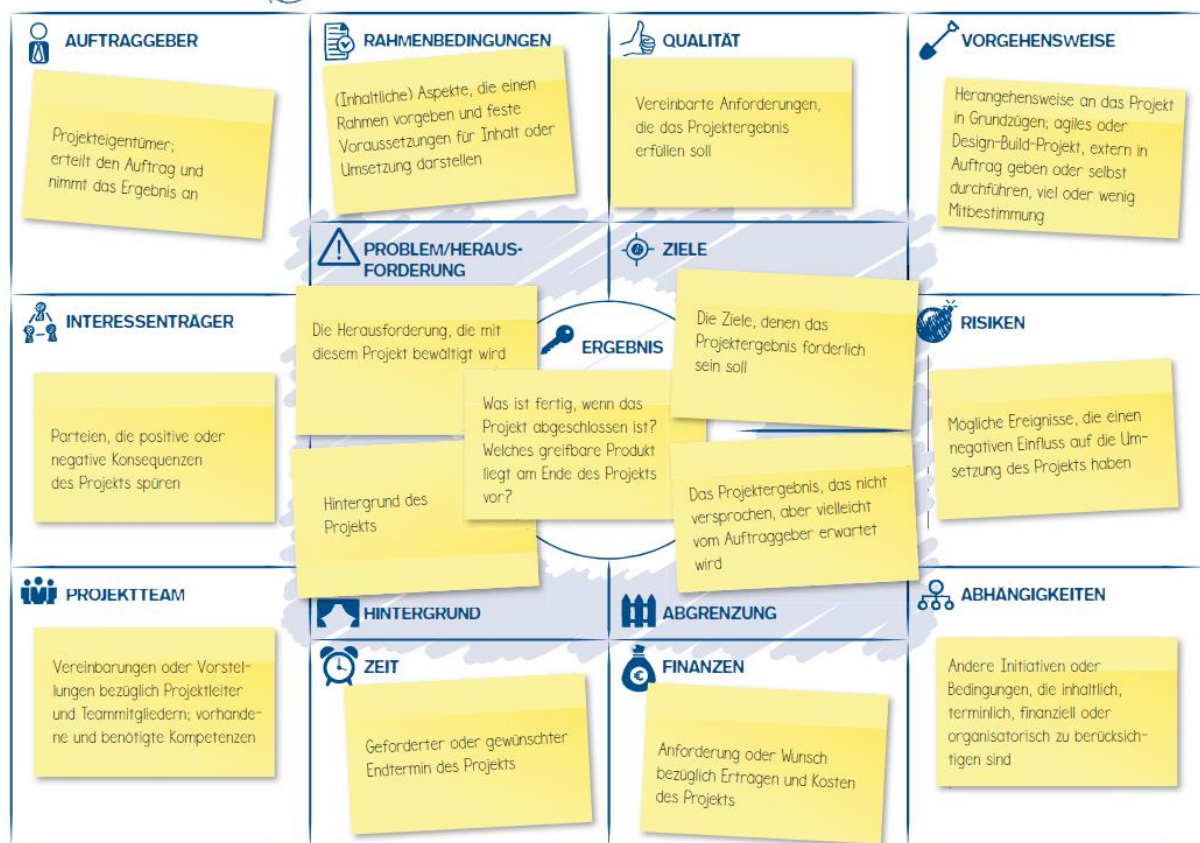 AUFTRAGGEBER
Projekteigentümer;
erteilt den Auftrag und
nimmt das Ergebnis an
RAHMENBEDINGUNGEN
(Inhaltliche) Aspekte, die einen
Rahmen vorgeben und feste
Voraussetzungen für Inhalt oder
Umsetzung darstellen
QUALITÄT
Vereinbarte Anforderungen,
die das Projektergebnis
erfüllen soll
VORGEHENSWEISE
Herangehensweise an das Projekt
in Grundzügen; agiles oder
Design-Build-Projekt, extern in
Auftrag geben oder selbst
durchführen, viel oder wenig
Mitbestimmung
INTERESSENTRÄGER
Parteien, die positive oder
negative Konsequenzen
des Projekts spüren
PROBLEM/HERAUS-
FORDERUNG
Die Herausforderung, die mit
diesem Projekt bewältigt wird
ZIELE
Die Ziele, denen das
Projektergebnis förderlich
sein soll
ERGEBNIS
Was ist fertig, wenn das
Projekt abgeschlossen ist?
Welches greifbare Produkt
liegt am Ende des Projekts
vor?
RISIKEN
Mögliche Ereignisse, die einen
negativen Einfluss auf die Um-
setzung des Projekts haben
Hintergrund des
Projekts
HINTERGRUND
Das Projektergebnis, das nicht
versprochen, aber vielleicht
vom Auftraggeber erwartet
wird
ABGRENZUNG
PROJEKTTEAM
Vereinbarungen oder Vorstel-
lungen bezüglich Projektleiter
und Teammitgliedern; vorhande-
ne und benötigte Kompetenzen
ZEIT
Geforderter oder gewünschter
Endtermin des Projekts
€
FINANZEN
Anforderung oder Wunsch
bezüglich Erträgen und Kosten
des Projekts
ABHÄNGIGKEITEN
Andere Initiativen oder
Bedingungen, die inhaltlich,
terminlich, finanziell oder
organisatorisch zu berücksich-
tigen sind